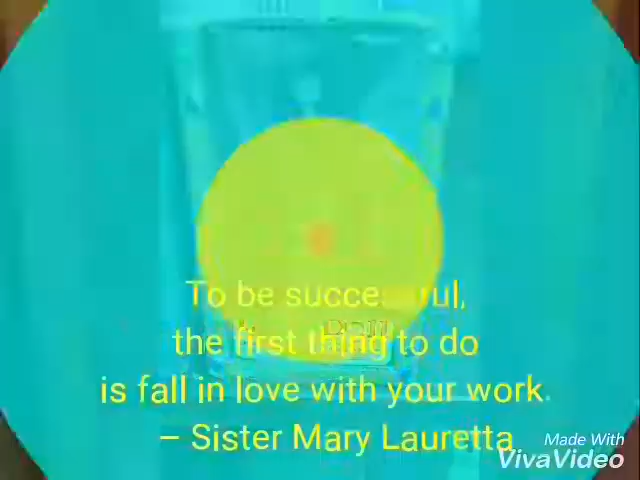 To be successful,
the first thing to do
is fall in love with your work.
– Sister Mary Lauretta
Made With
VivaVideo